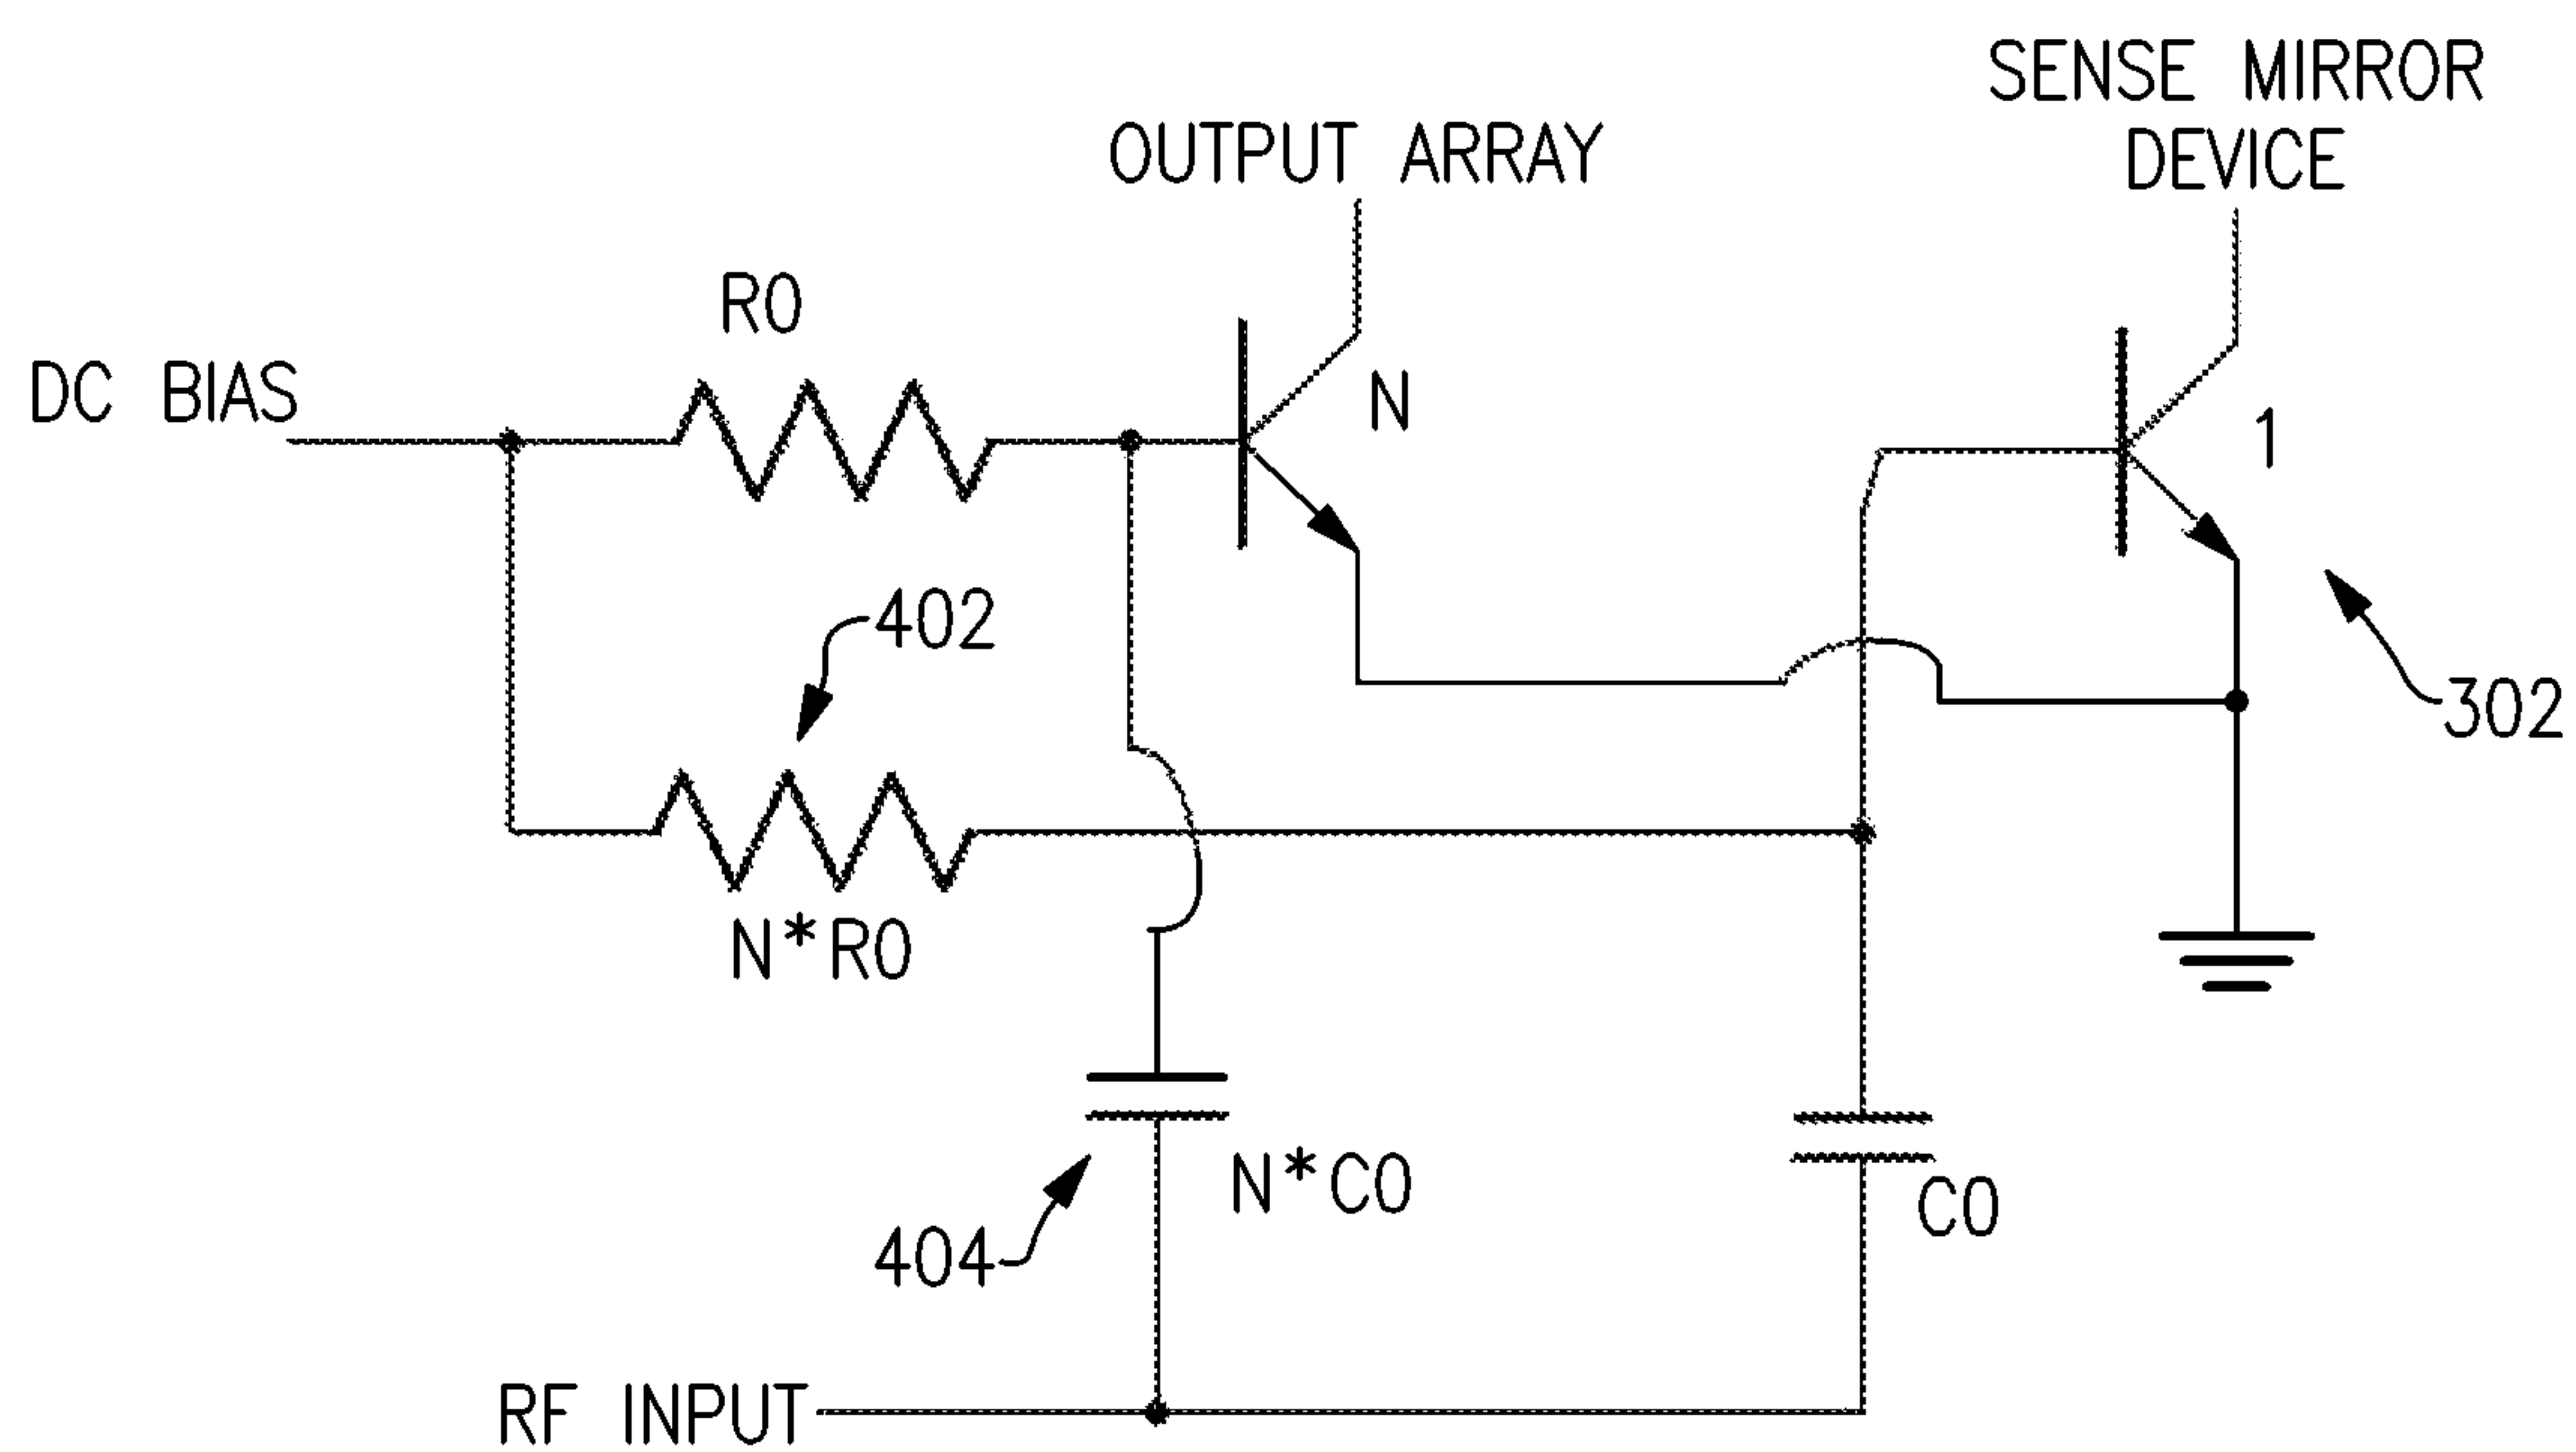 SENSE MIRROR
DEVICE
OUTPUT ARRAY
R0
DC BIAS
N
1
402
302
N*R0
N*C0
C0
404
RF INPUT